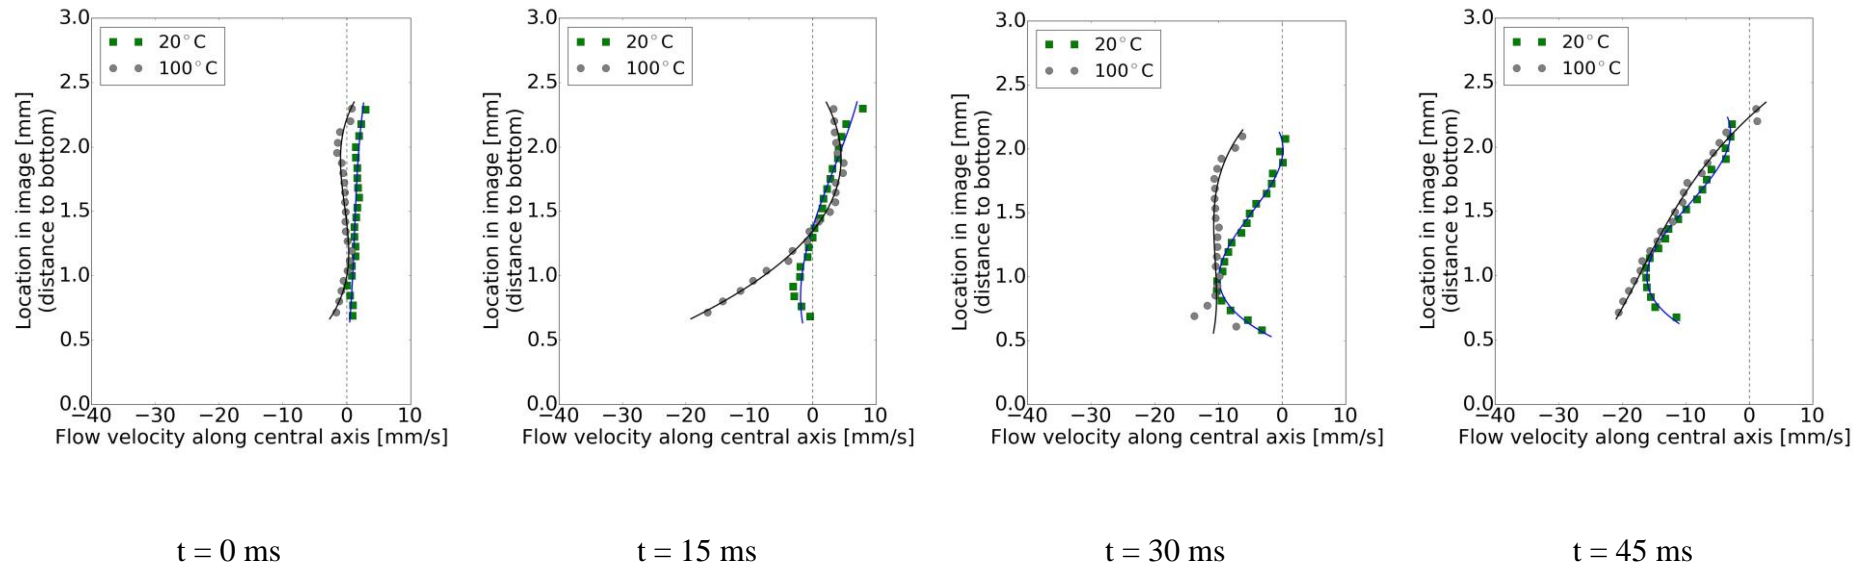 3.0
2.5
2.0
1.5
1.0
0.5
0.0
−40 −30 −20 −10 0 10
Location in image [mm]
(distance to bottom)
Flow velocity along central axis [mm/s]
20°C
100°C
t = 0 ms
3.0
2.5
2.0
1.5
1.0
0.5
0.0
−40 −30 −20 −10 0 10
Location in image [mm]
(distance to bottom)
Flow velocity along central axis [mm/s]
20°C
100°C
t = 15 ms
3.0
2.5
2.0
1.5
1.0
0.5
0.0
−40 −30 −20 −10 0 10
Location in image [mm]
(distance to bottom)
Flow velocity along central axis [mm/s]
20°C
100°C
t = 30 ms
3.0
2.5
2.0
1.5
1.0
0.5
0.0
−40 −30 −20 −10 0 10
Location in image [mm]
(distance to bottom)
Flow velocity along central axis [mm/s]
20°C
100°C
t = 45 ms